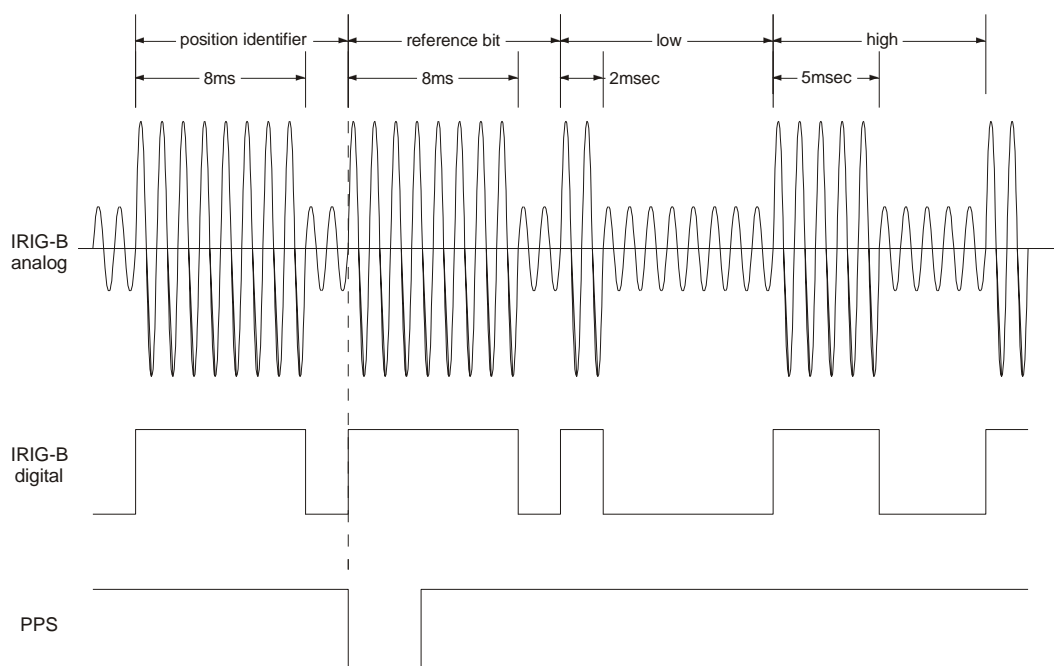 position identifier
reference bit
low
high
8ms
8ms
2msec
5msec
IRIG-B
analog
IRIG-B
digital
PPS